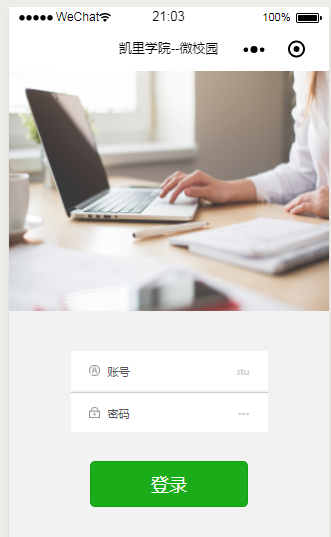 WeChat 21:03 100%
凯里学院--微校园
账号 stu
密码 ---
登录